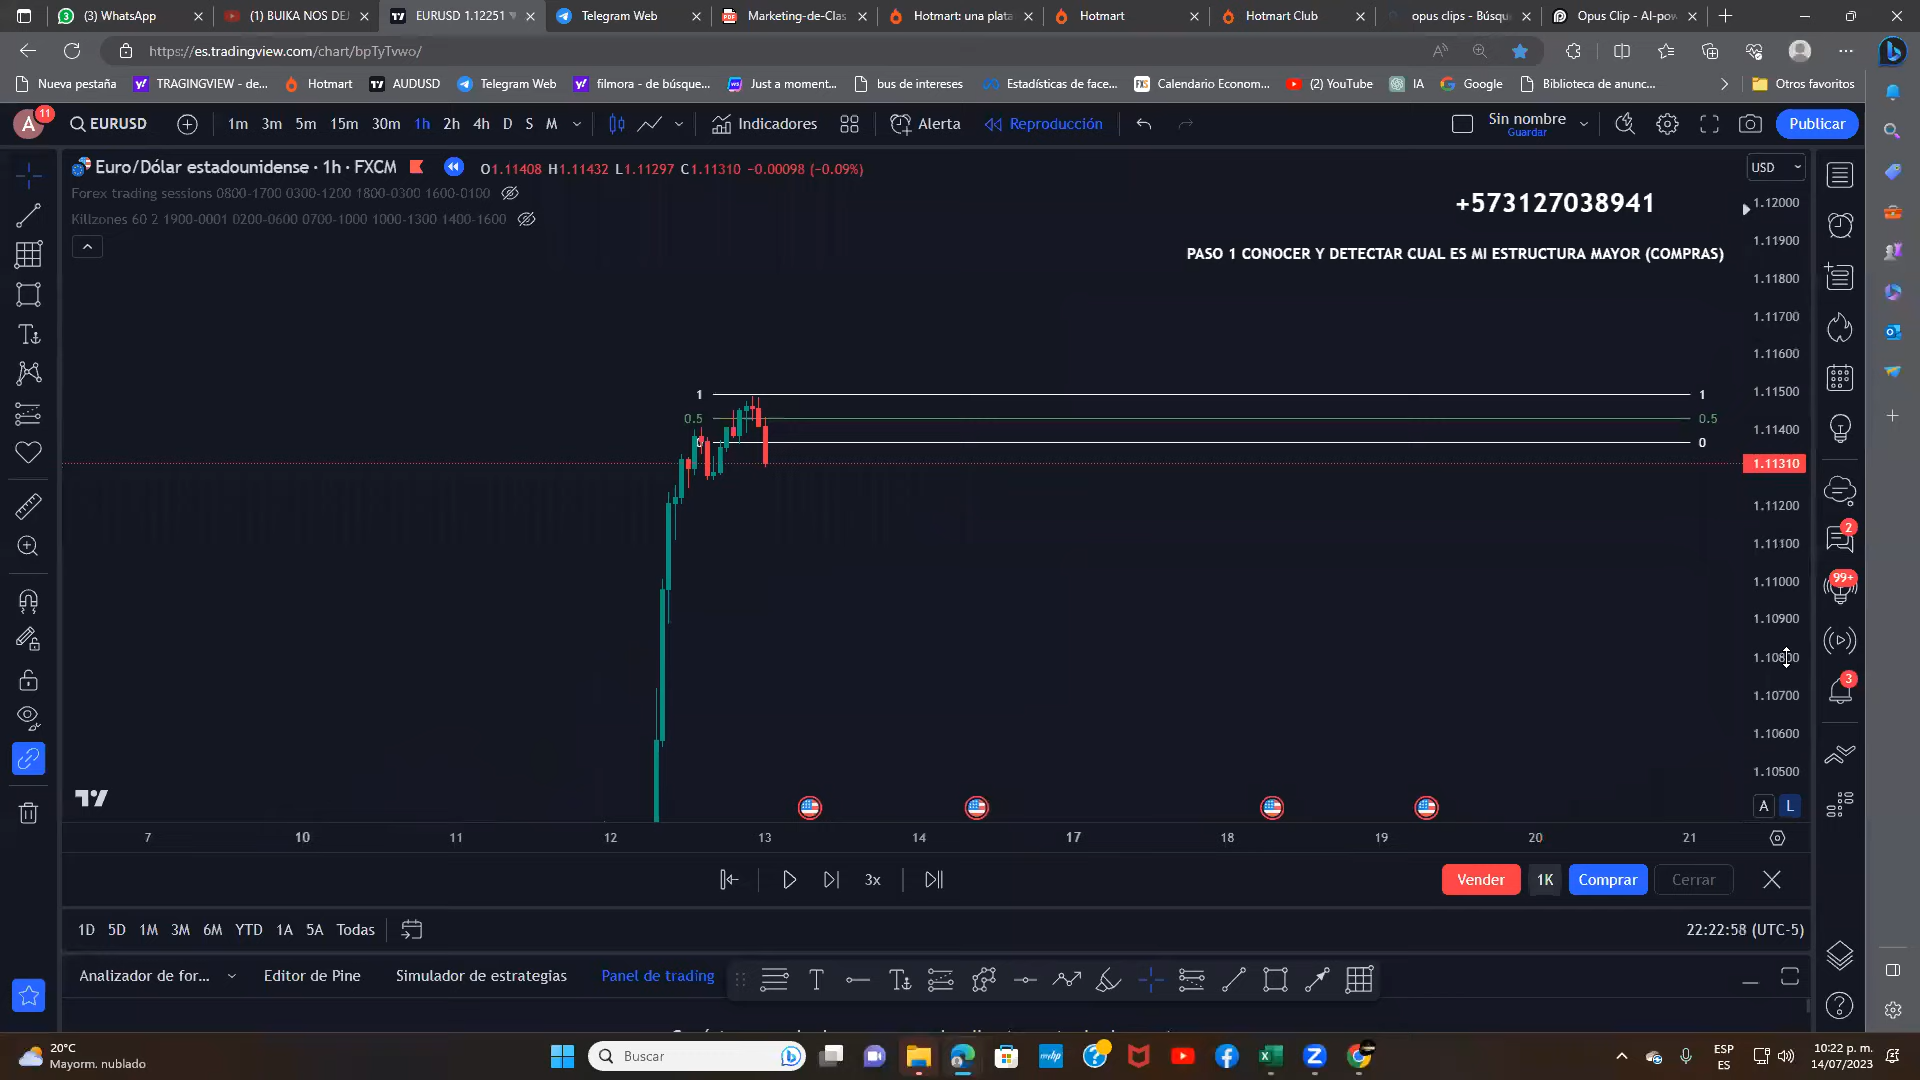 (3) WhatsApp
(1) BUIKA NOS DEJ
EURUSD 1.12251
Telegram Web
Marketing-de-Clas
Hotmart: una plata
Hotmart
Hotmart Club
opus clips - Búsqu
Opus Clip - AI-pow
https://es.tradingview.com/chart/bpTyTvwo/
Nueva pestaña
TRAGINGVIEW - de...
Hotmart
AUDUSD
Telegram Web
filmora - de búsque...
Just a moment...
bus de intereses
Estadísticas de face...
Calendario Econom...
(2) YouTube
IA
Google
Biblioteca de anunc...
Otros favoritos
A 11
EURUSD
1m 3m 5m 15m 30m 1h 2h 4h D S M
Indicadores
Alerta
Reproducción
Sin nombre
Guardar
Publicar
Euro/Dólar estadounidense · 1h · FXCM
O1.11408 H1.11432 L1.11297 C1.11310 −0.00098 (−0.09%)
USD
Forex trading sessions 0800-1700 0300-1200 1800-0300 1600-0100
Killzones 60 2 1900-0001 0200-0600 0700-1000 1000-1300 1400-1600
+573127038941
PASO 1 CONOCER Y DETECTAR CUAL ES MI ESTRUCTURA MAYOR (COMPRAS)
1.12000
1.11900
1.11800
1.11700
1.11600
1.11500
1.11400
1.11310
1.11200
1.11100
1.11000
1.10900
1.10800
1.10700
1.10600
1.10500
1 1
0.5 0.5
0 0
2
99+
3
A L
7 10 11 12 13 14 17 18 19 20 21
3x
Vender
1K
Comprar
Cerrar
1D 5D 1M 3M 6M YTD 1A 5A Todas
22:22:58 (UTC-5)
Analizador de for...
Editor de Pine
Simulador de estrategias
Panel de trading
20°C
Mayorm. nublado
Buscar
ESP
ES
10:22 p. m.
14/07/2023